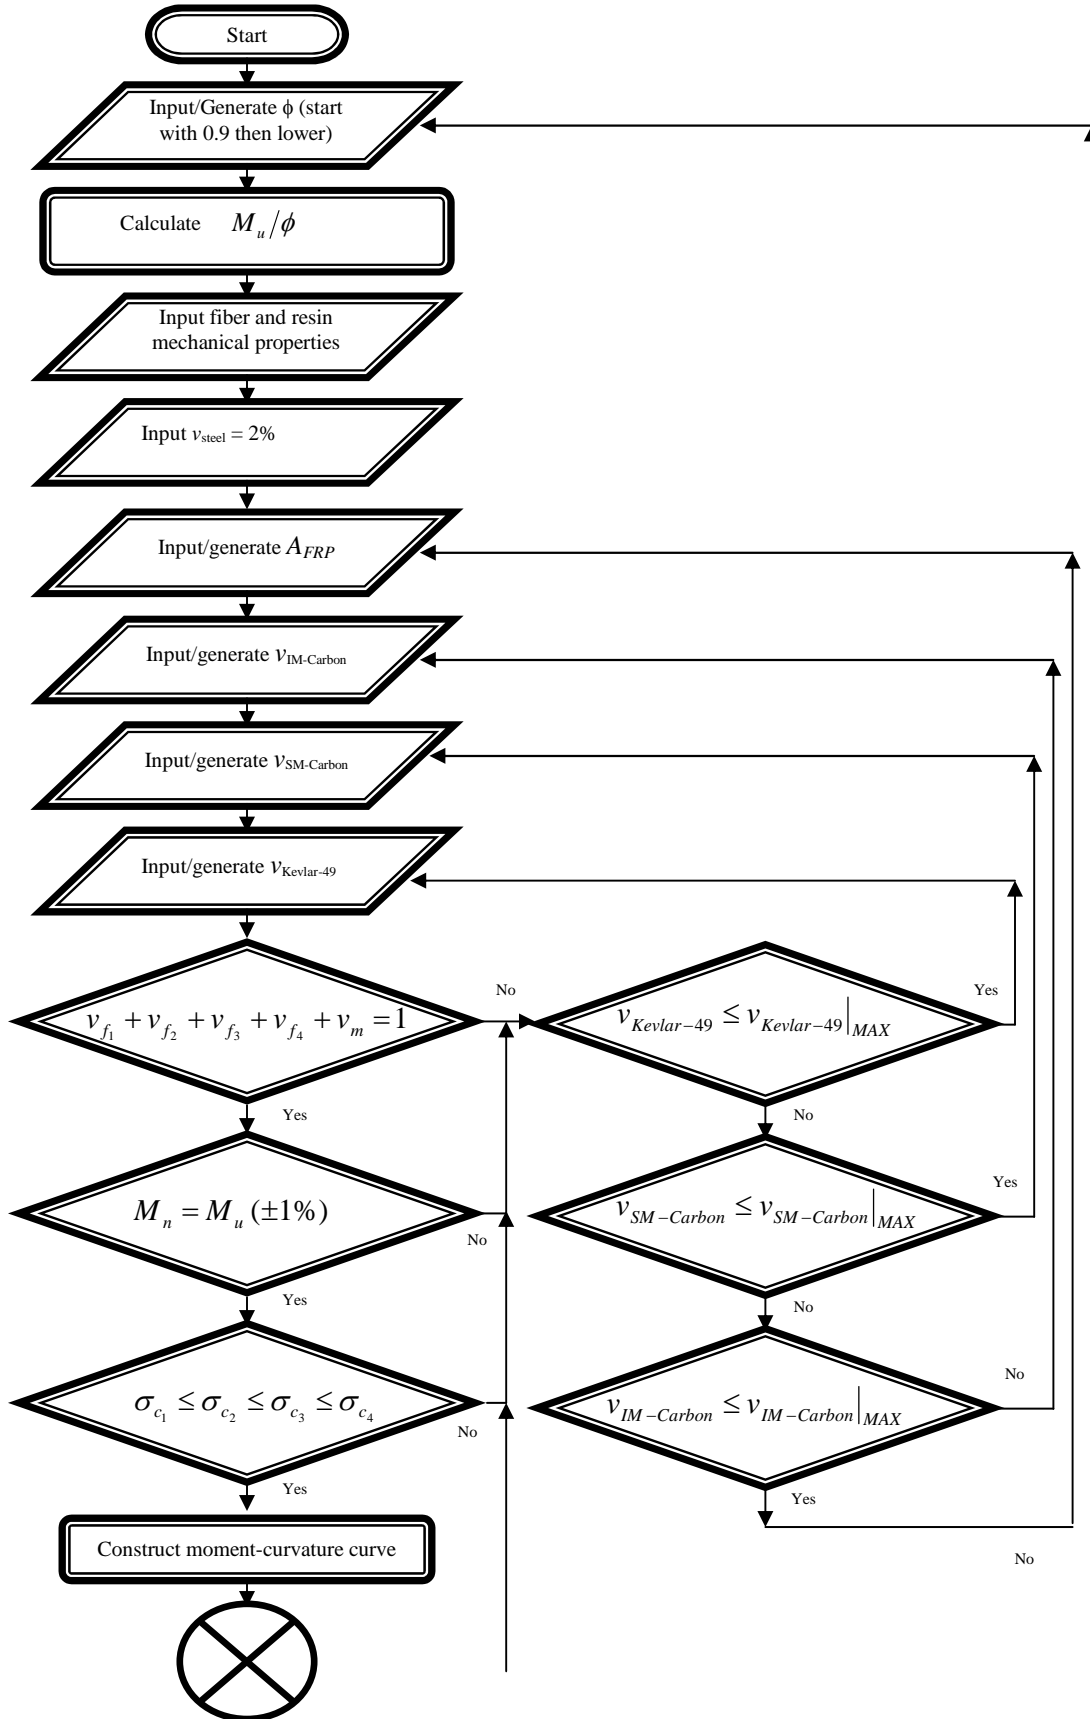 Start
Input/Generate ϕ (start
with 0.9 then lower)
Calculate M_u/ϕ
Input fiber and resin
mechanical properties
Input v_steel = 2%
Input/generate A_FRP
Input/generate v_IM-Carbon
Input/generate v_SM-Carbon
Input/generate v_Kevlar-49
v_f₁ + v_f₂ + v_f₃ + v_f₄ + v_m = 1
No
v_Kevlar-49 ≤ v_Kevlar-49|MAX
Yes
Yes
No
M_n = M_u (±1%)
No
v_SM-Carbon ≤ v_SM-Carbon|MAX
Yes
Yes
No
σ_c₁ ≤ σ_c₂ ≤ σ_c₃ ≤ σ_c₄
No
v_IM-Carbon ≤ v_IM-Carbon|MAX
No
Yes
Yes
Construct moment-curvature curve
No